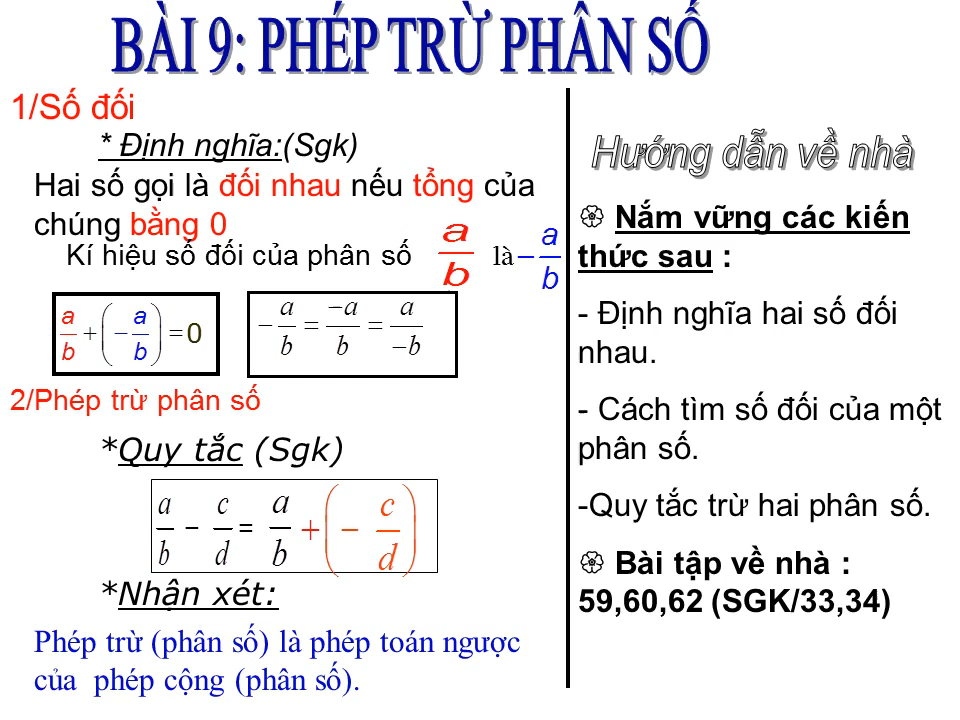 BÀI 9: PHÉP TRỪ PHÂN SỐ
1/Số đối
* Định nghĩa:(Sgk)
Hai số gọi là đối nhau nếu tổng của
chúng bằng 0
Kí hiệu số đối của phân số a/b là -a/b
a/b + (- a/b) = 0
- a/b = -a/b = a/-b
2/Phép trừ phân số
*Quy tắc (Sgk)
a/b - c/d = a/b + (- c/d)
*Nhận xét:
Phép trừ (phân số) là phép toán ngược
của phép cộng (phân số).
Hướng dẫn về nhà
Nắm vững các kiến
thức sau :
- Định nghĩa hai số đối
nhau.
- Cách tìm số đối của một
phân số.
-Quy tắc trừ hai phân số.
Bài tập về nhà :
59,60,62 (SGK/33,34)